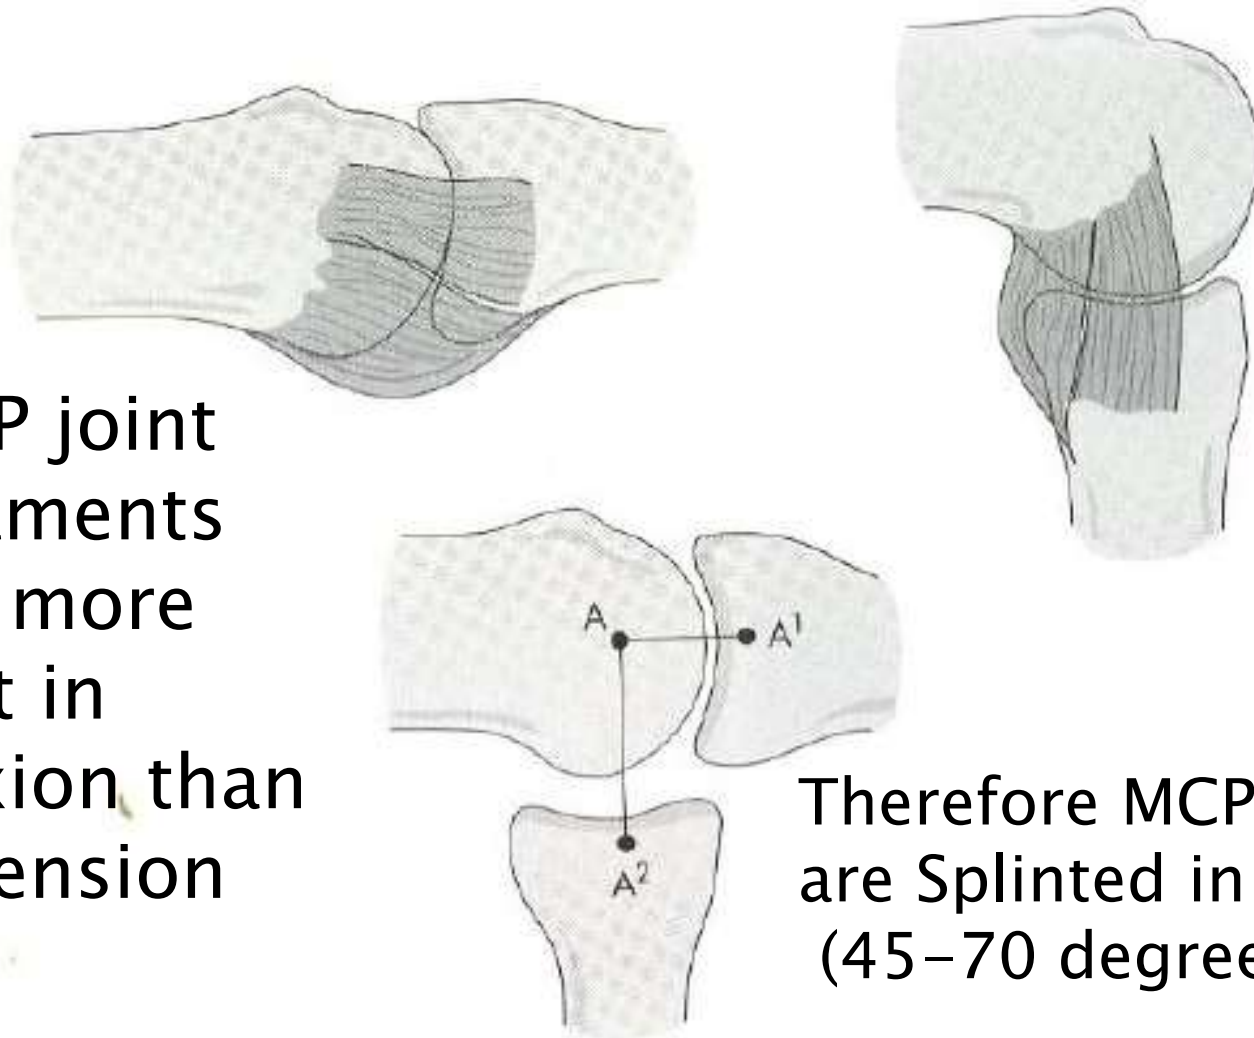 P joint
aments
more
t in
xion than
ension
A
A¹
A²
Therefore MCP
are Splinted in
(45-70 degree